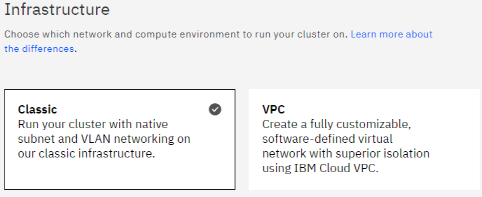 Infrastructure
Choose which network and compute environment to run your cluster on. Learn more about
the differences.
Classic
Run your cluster with native
subnet and VLAN networking on
our classic infrastructure.
VPC
Create a fully customizable,
software-defined virtual
network with superior isolation
using IBM Cloud VPC.